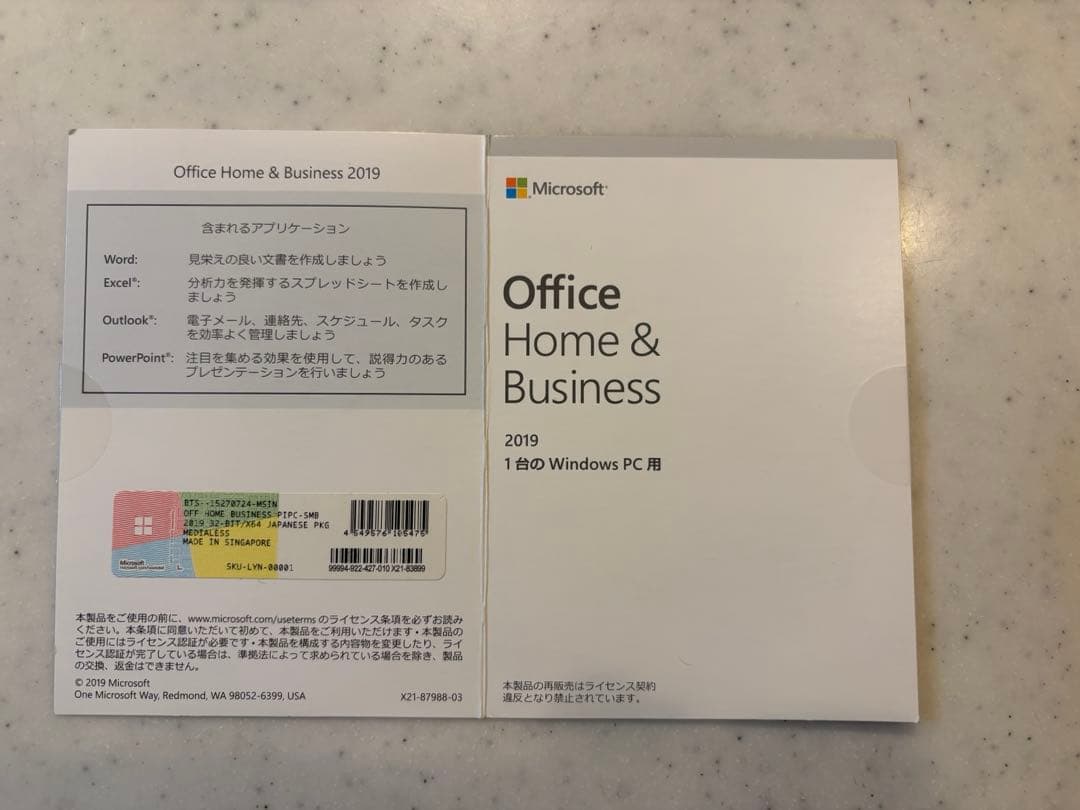 Office Home & Business 2019
含まれるアプリケーション
Word: 見栄えの良い文書を作成しましょう
Excel®: 分析力を発揮するスプレッドシートを作成し
ましょう
Outlook®: 電子メール、連絡先、スケジュール、タスク
を効率よく管理しましょう
PowerPoint®: 注目を集める効果を使用して、説得力のある
プレゼンテーションを行いましょう
BTS--15270724-MSIN
OFF HOME BUSINESS PIPC-SMB
2019 32-BIT/X64 JAPANESE PKG
MEDIALESS
MADE IN SINGAPORE
SKU-LYN-00001
4 549576 105475
99994-922-427-010 X21-83899
Microsoft
L
本製品をご使用の前に、www.microsoft.com/useterms のライセンス条項を必ずお読み
ください。本条項に同意いただいて初めて、本製品をご利用いただけます・本製品の
ご使用にはライセンス認証が必要です・本製品を構成する内容物を変更したり、ライ
センス認証が完了している場合は、準拠法によって求められている場合を除き、製品
の交換、返金はできません。
© 2019 Microsoft
One Microsoft Way, Redmond, WA 98052-6399, USA
X21-87988-03
Microsoft
Office
Home &
Business
2019
1 台の Windows PC 用
本製品の再販売はライセンス契約
違反となり禁止されています。